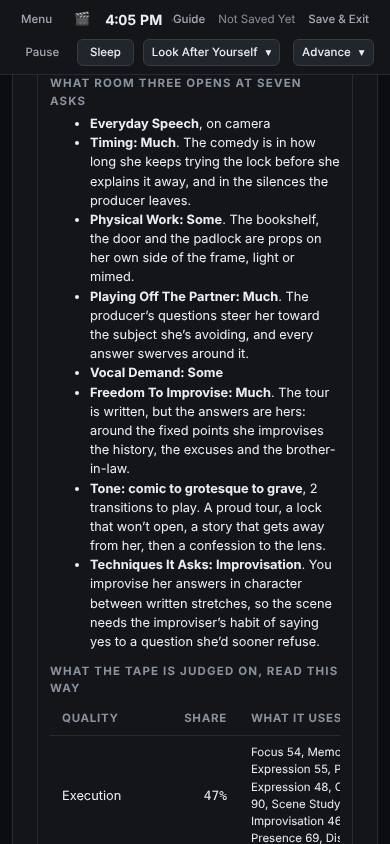 Menu 🎬 4:05 PM Guide Not Saved Yet Save & Exit
Pause Sleep Look After Yourself ▾ Advance ▾
WHAT ROOM THREE OPENS AT SEVEN
ASKS
• Everyday Speech, on camera
• Timing: Much. The comedy is in how
long she keeps trying the lock before she
explains it away, and in the silences the
producer leaves.
• Physical Work: Some. The bookshelf,
the door and the padlock are props on
her own side of the frame, light or
mimed.
• Playing Off The Partner: Much. The
producer’s questions steer her toward
the subject she’s avoiding, and every
answer swerves around it.
• Vocal Demand: Some
• Freedom To Improvise: Much. The tour
is written, but the answers are hers:
around the fixed points she improvises
the history, the excuses and the brother-
in-law.
• Tone: comic to grotesque to grave, 2
transitions to play. A proud tour, a lock
that won’t open, a story that gets away
from her, then a confession to the lens.
• Techniques It Asks: Improvisation. You
improvise her answers in character
between written stretches, so the scene
needs the improviser’s habit of saying
yes to a question she’d sooner refuse.
WHAT THE TAPE IS JUDGED ON, READ THIS
WAY
QUALITY SHARE WHAT IT USES
Focus 54,
Expression 55,
Expression 48,
Execution 47% 90, Scene Study
Improvisation 46
Presence 69,